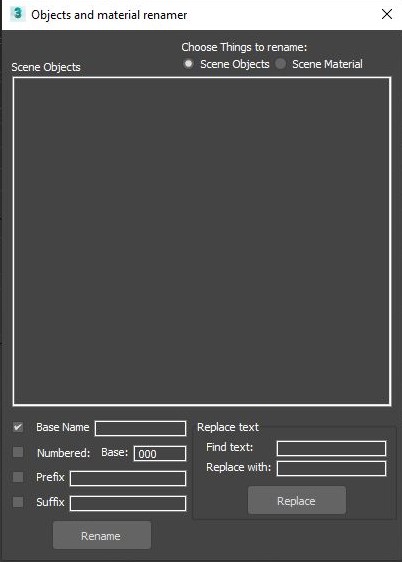 3 Objects and material renamer
Choose Things to rename:
Scene Objects
Scene Objects Scene Material
Base Name
Numbered: Base: 000
Prefix
Suffix
Rename
Replace text
Find text:
Replace with:
Replace